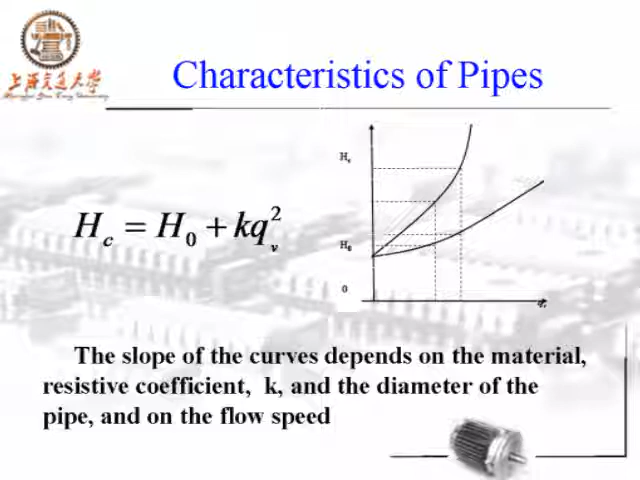 上海交通大学
Characteristics of Pipes
H_c = H_0 + kq_v^2
H_c
H_0
0
The slope of the curves depends on the material,
resistive coefficient, k, and the diameter of the
pipe, and on the flow speed